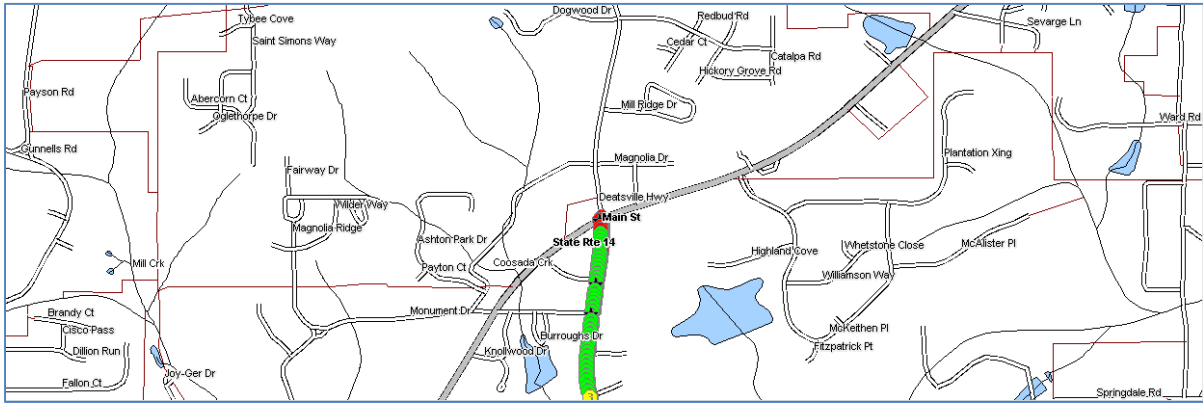 Dogwood Dr
Redbud Rd
Tybee Cove
Sevarge Ln
Saint Simons Way
Cedar Ct
Catalpa Rd
Hickory Grove Rd
Payson Rd
Abercorn Ct
Mill Ridge Dr
Oglethorpe Dr
Ward Rd
Gunnells Rd
Plantation Xing
Magnolia Dr
Fairway Dr
Deatsville Hwy
Wilder Way
Main St
Magnolia Ridge
Ashton Park Dr
State Rte 14
Whetstone Close
McAlister Pl
Highland Cove
Mill Crk
Coosada Crk
Payton Ct
Williamson Way
Monument Dr
Brandy Ct
Cisco Pass
McKeithen Pl
Burroughs Dr
Dillion Run
Knollwood Dr
Fitzpatrick Pt
Joy-Ger Dr
Fallon Ct
Springdale Rd
3